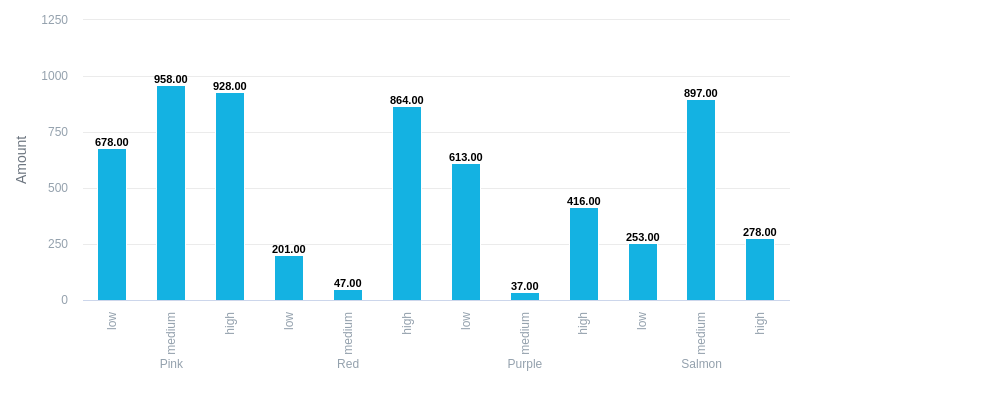 1250
1000
750
500
250
0
Amount
678.00
958.00
928.00
201.00
47.00
864.00
613.00
37.00
416.00
253.00
897.00
278.00
low
medium
high
low
medium
high
low
medium
high
low
medium
high
Pink
Red
Purple
Salmon